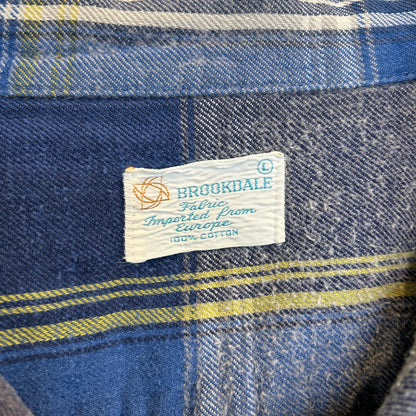 L
BROOKDALE
Fabric
Imported from
Europe
100% COTTON